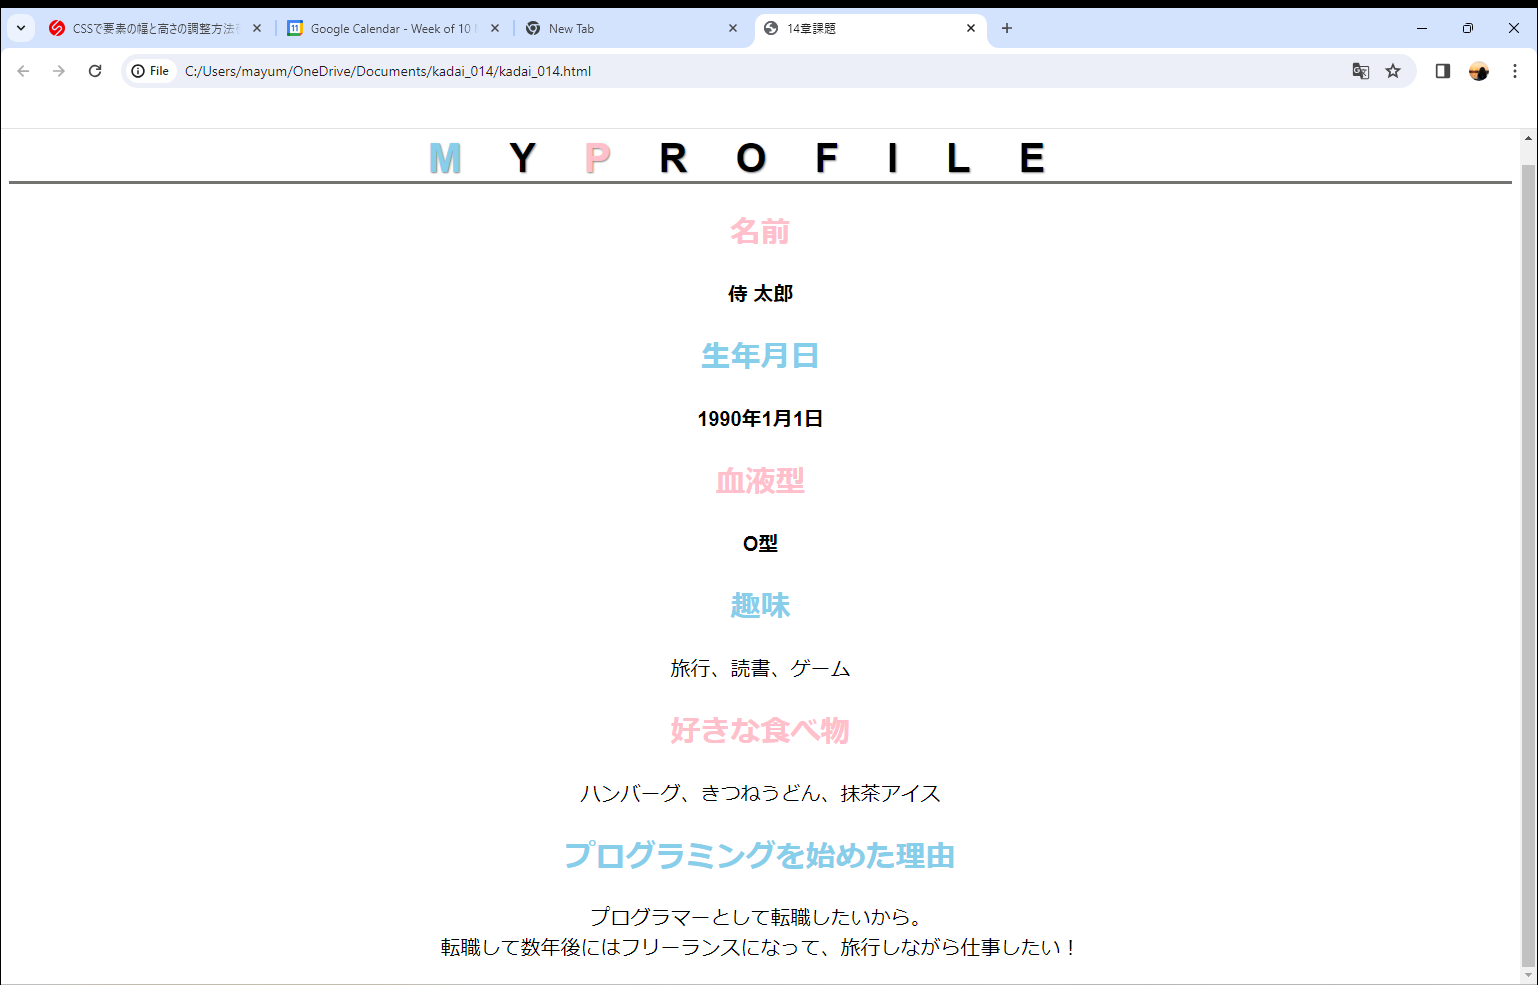 CSSで要素の幅と高さの調整方法を
Google Calendar - Week of 10
New Tab
14章課題
File
C:/Users/mayum/OneDrive/Documents/kadai_014/kadai_014.html
M Y P R O F I L E
名前
侍 太郎
生年月日
1990年1月1日
血液型
O型
趣味
旅行、読書、ゲーム
好きな食べ物
ハンバーグ、きつねうどん、抹茶アイス
プログラミングを始めた理由
プログラマーとして転職したいから。
転職して数年後にはフリーランスになって、旅行しながら仕事したい！